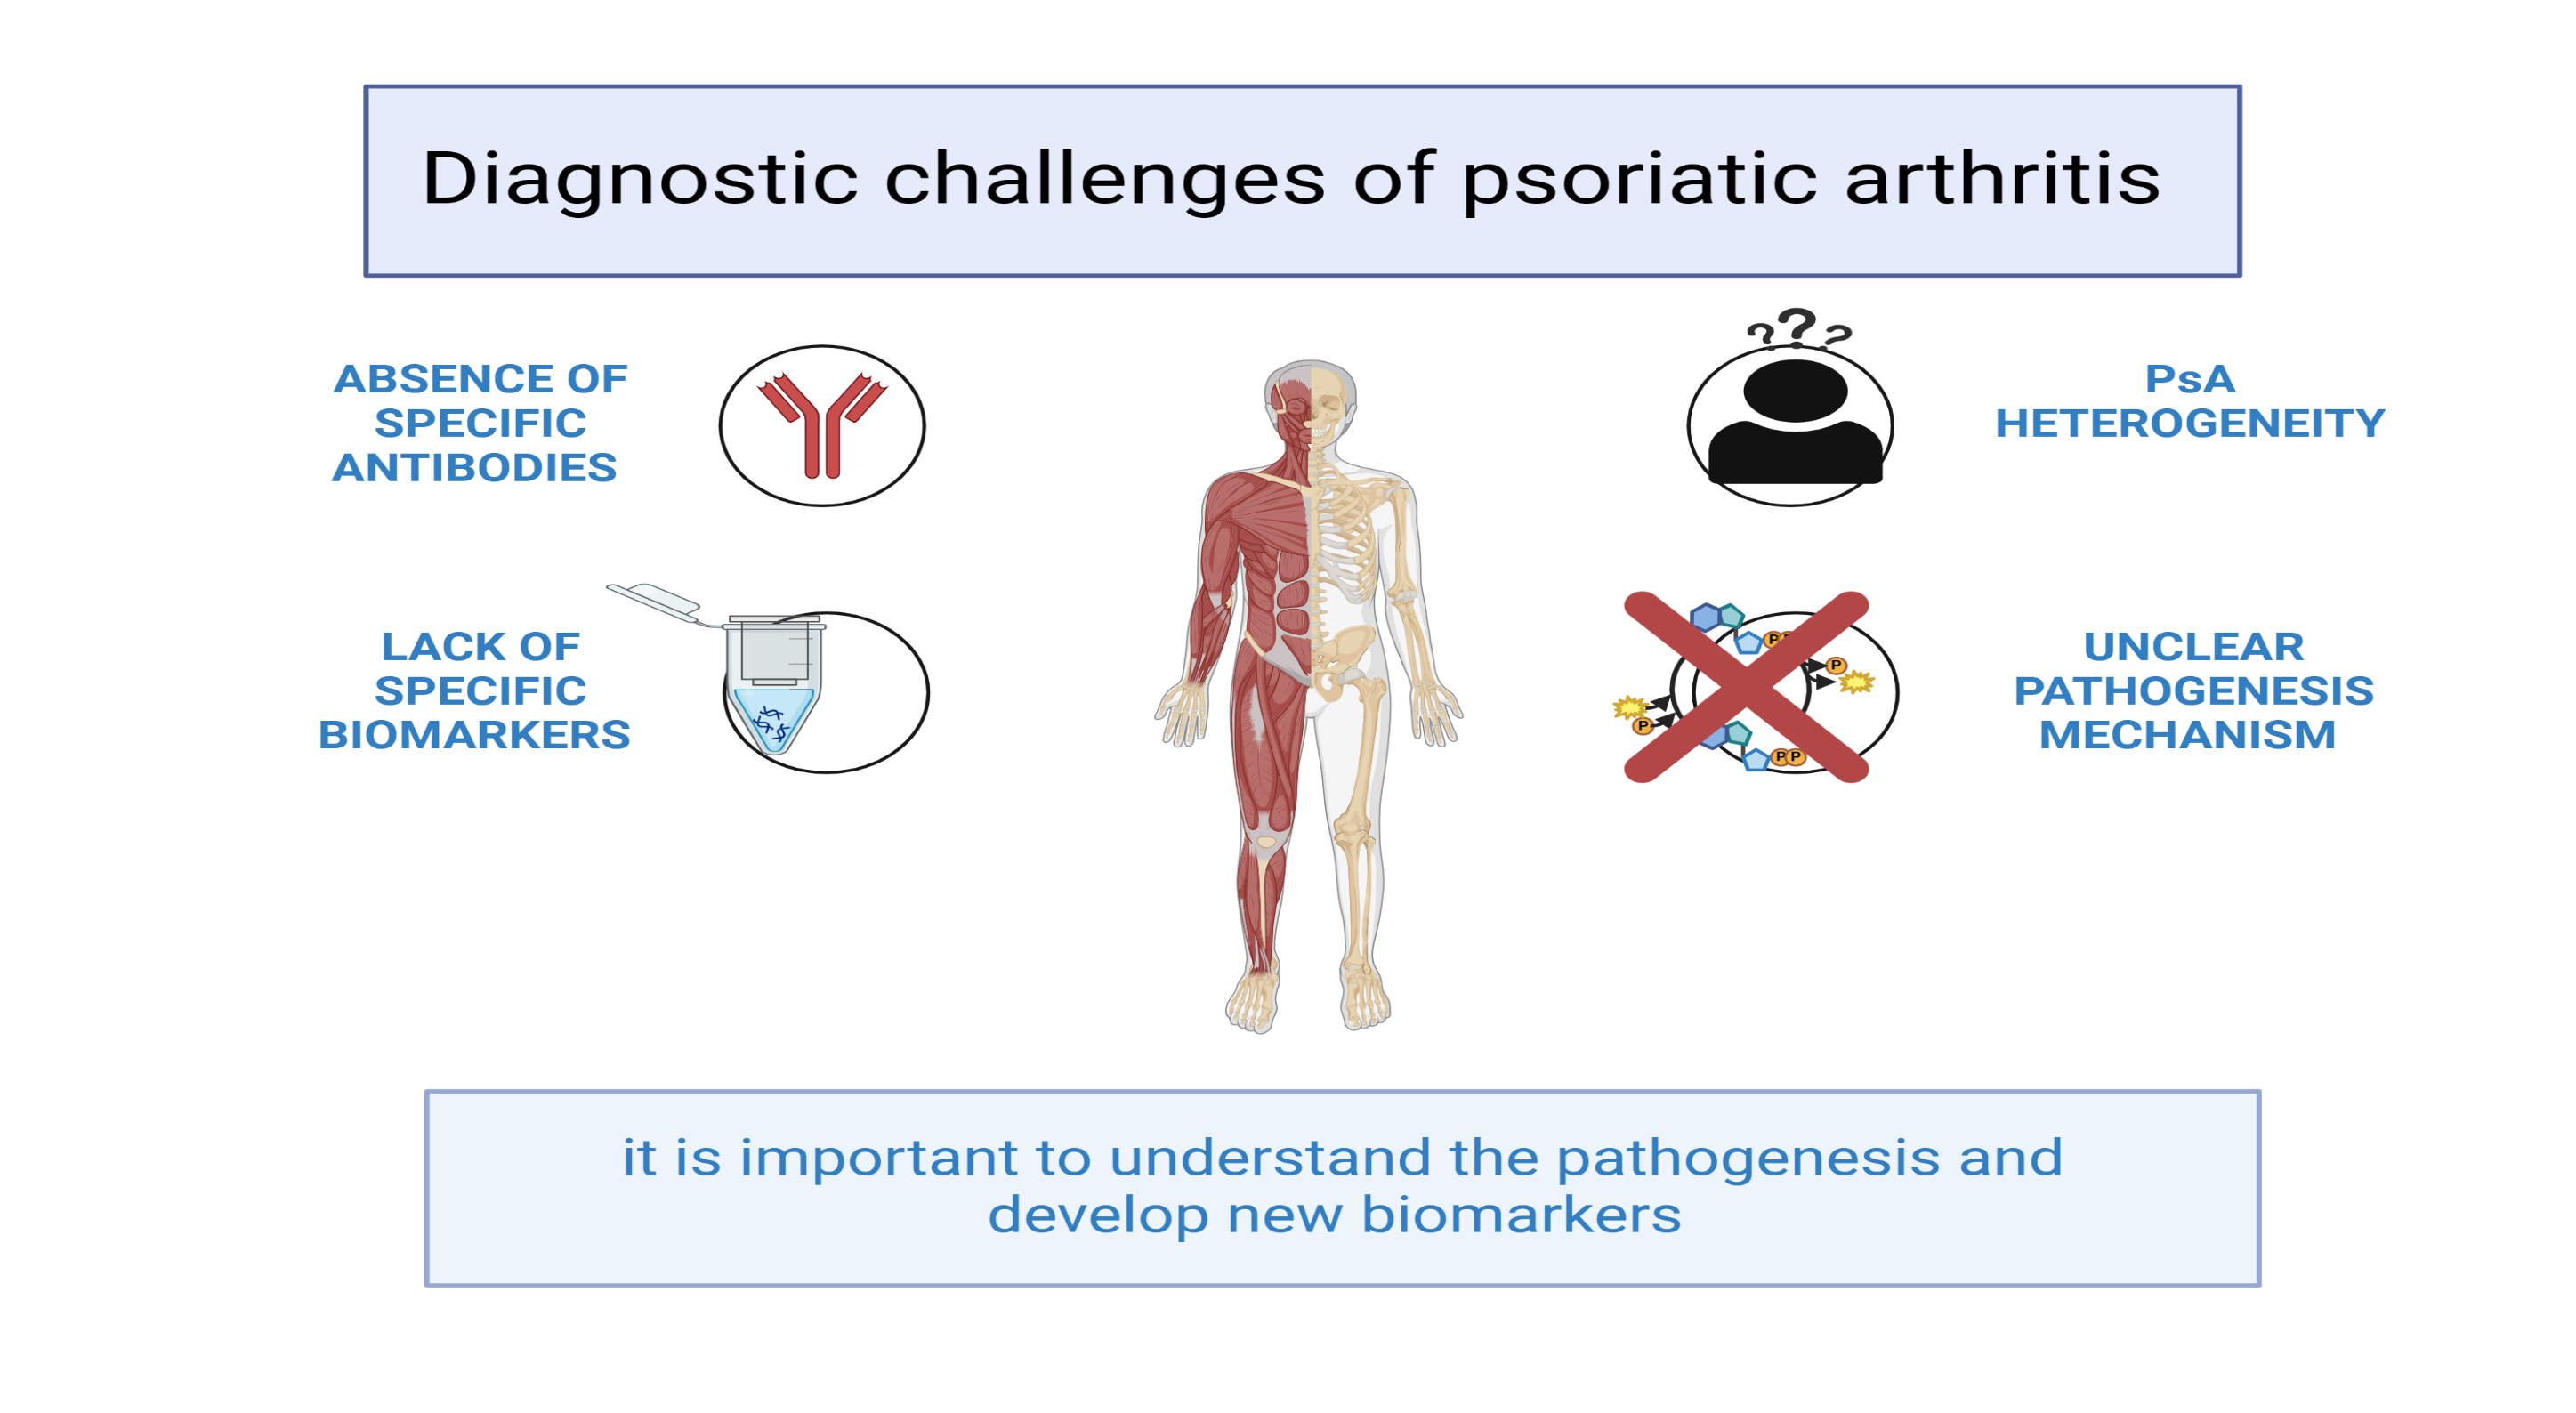 Diagnostic challenges of psoriatic arthritis
ABSENCE OF
SPECIFIC
ANTIBODIES
? ? ?
PsA
HETEROGENEITY
LACK OF
SPECIFIC
BIOMARKERS
P
P
P
P P
UNCLEAR
PATHOGENESIS
MECHANISM
it is important to understand the pathogenesis and
develop new biomarkers